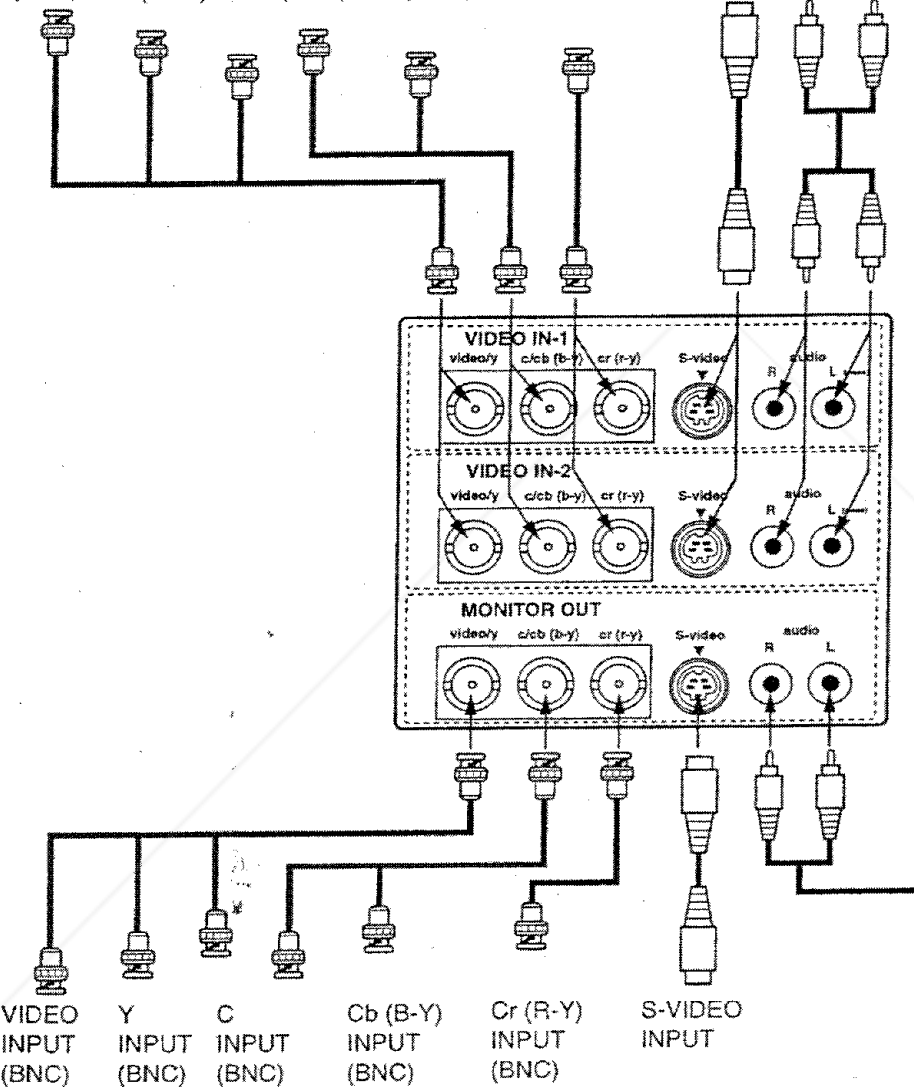 VIDEO IN-1
video/y c/cb (b-y) cr (r-y) S-video audio
R L
VIDEO IN-2
video/y c/cb (b-y) cr (r-y) S-video audio
R L
MONITOR OUT
video/y c/cb (b-y) cr (r-y) S-video audio
R L
VIDEO
INPUT
(BNC)
Y
INPUT
(BNC)
C
INPUT
(BNC)
Cb (B-Y)
INPUT
(BNC)
Cr (R-Y)
INPUT
(BNC)
S-VIDEO
INPUT